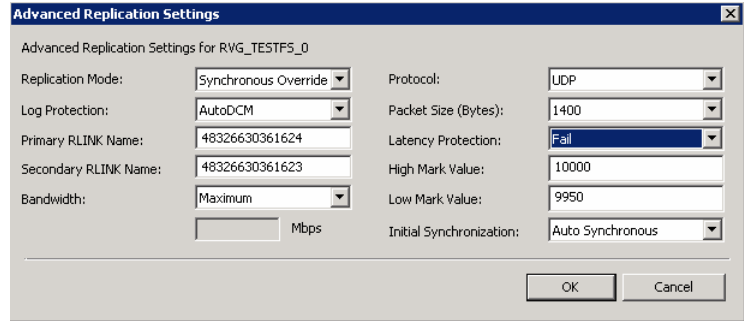 Advanced Replication Settings
Advanced Replication Settings for RVG_TESTFS_0
Replication Mode: Synchronous Override
Protocol: UDP
Log Protection: AutoDCM
Packet Size (Bytes): 1400
Primary RLINK Name: 48326630361624
Latency Protection: Fail
Secondary RLINK Name: 48326630361623
High Mark Value: 10000
Bandwidth: Maximum
Low Mark Value: 9950
Mbps
Initial Synchronization: Auto Synchronous
OK
Cancel